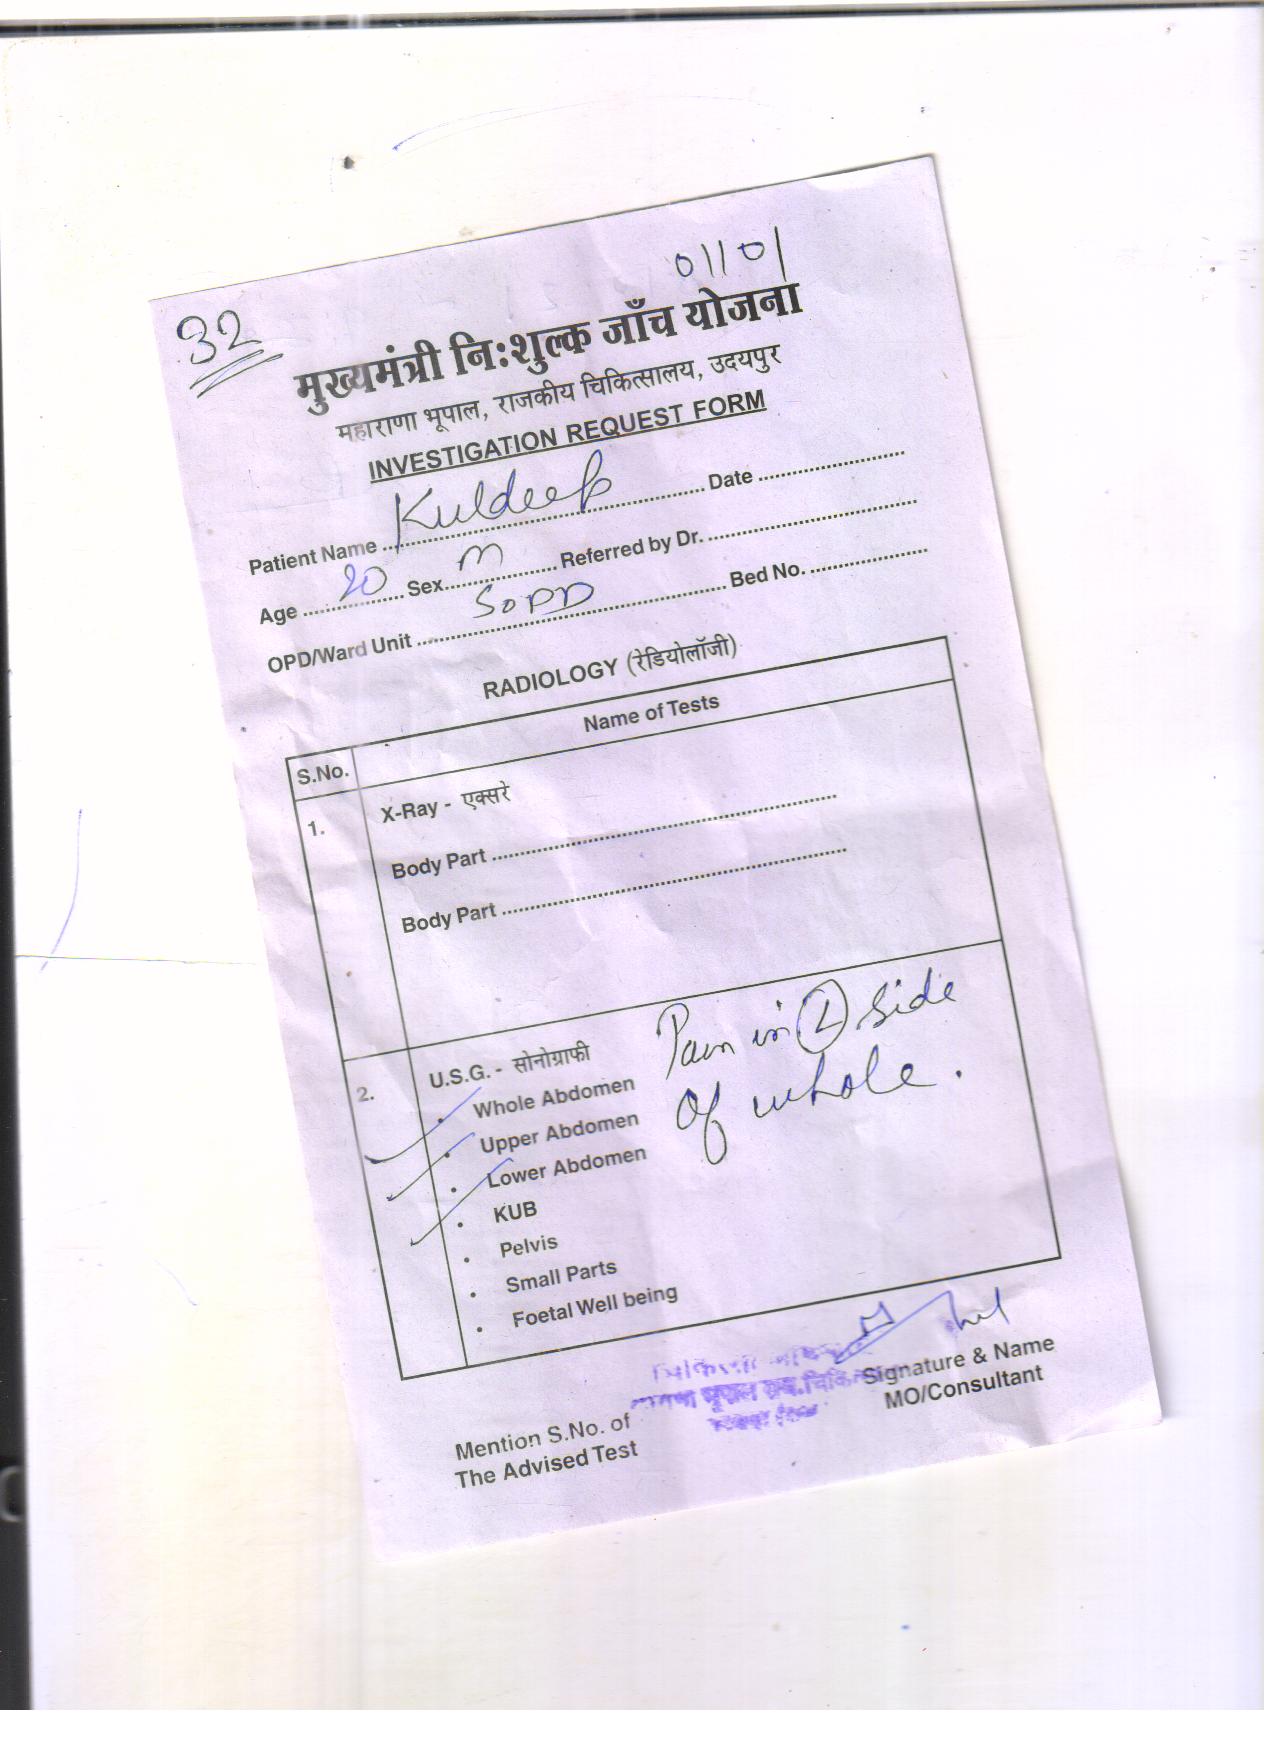 01101
32
मुख्यमंत्री नि:शुल्क जाँच योजना
महाराणा भूपाल, राजकीय चिकित्सालय, उदयपुर
INVESTIGATION REQUEST FORM
Patient Name Kuldeep Date
Age 20 Sex M Referred by Dr.
OPD/Ward Unit SOPD Bed No.
RADIOLOGY (रेडियोलॉजी)
S.No. Name of Tests
1. X-Ray - एक्सरे
Body Part
Body Part
2. U.S.G. - सोनोग्राफी
Pain in L side
of whole.
• Whole Abdomen
• Upper Abdomen
• Lower Abdomen
• KUB
• Pelvis
• Small Parts
• Foetal Well being
भूपाल
Signature & Name
MO/Consultant
Mention S.No. of
The Advised Test